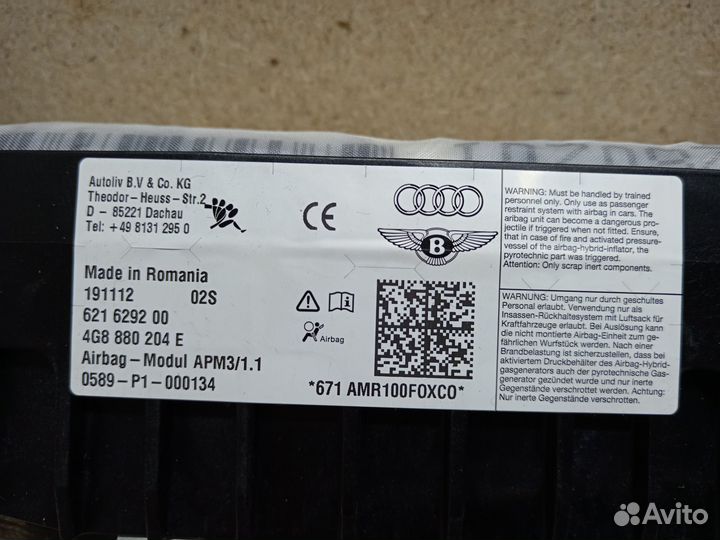 Autoliv B.V & Co. KG
Theodor-Heuss-Str.2
D - 85221 Dachau
Tel: +49 8131 295 0
CE
B
Made in Romania
191112 02S
621 6292 00
4G8 880 204 E
Airbag-Modul APM3/1.1
0589-P1-000134
Airbag
*671 AMR100F0XC0*
WARNING: Must be handled by trained
personnel only. Only use as passenger
restraint system with airbag in cars. The
airbag unit can become a dangerous pro-
jectile if triggered when not fitted. Ensure,
that in case of fire and activated pressure-
vessel of the airbag-hybrid-inflator, the
pyrotechnic part was triggered.
Attention: Only scrap inert components.
WARNUNG: Umgang nur durch geschultes
Personal erlaubt. Verwendung nur als
Insassen-Rückhaltesystem mit Luftsack für
Kraftfahrzeuge erlaubt. Bei Auslösung kann
die nicht montierte Airbag-Einheit zum ge-
fährlichen Wurfstück werden. Nach einer
Brandbelastung ist sicherzustellen, dass bei
aktiviertem Druckbehälter des Airbag-Hybrid-
gasgenerators auch der pyrotechnische Gas-
generator gezündet wurde. Achtung: Nur
inerte Gegenstände verschrotten.
Nur inerte Gegenstände verschrotten.
Avito